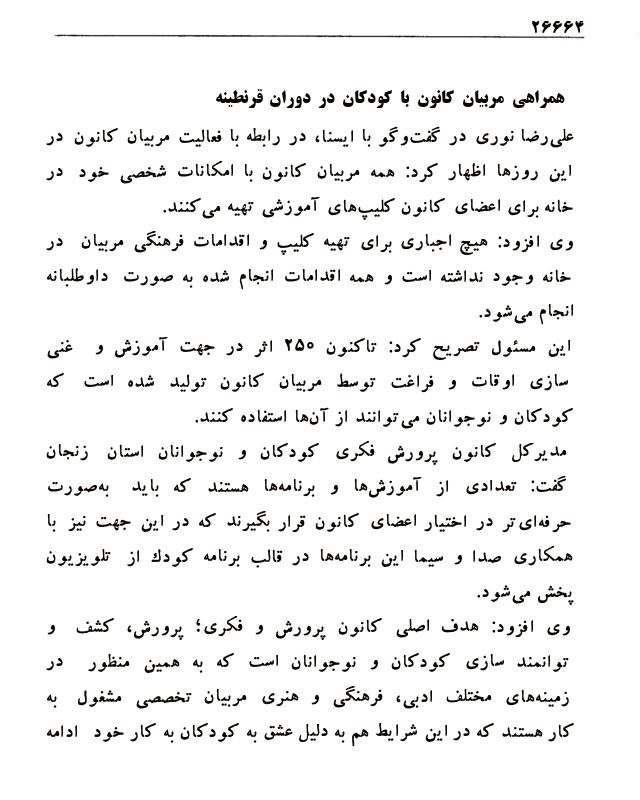 ۲۶۶۶۴
همراهی مربیان کانون با کودکان در دوران قرنطینه
علی‌رضا نوری در گفت‌وگو با ایسنا، در رابطه با فعالیت مربیان کانون در
این روزها اظهار کرد: همه مربیان کانون با امکانات شخصی خود در
خانه برای اعضای کانون کلیپ‌های آموزشی تهیه می‌کنند.
وی افزود: هیچ اجباری برای تهیه کلیپ و اقدامات فرهنگی مربیان در
خانه وجود نداشته است و همه اقدامات انجام شده به صورت داوطلبانه
انجام می‌شود.
این مسئول تصریح کرد: تاکنون ۲۵۰ اثر در جهت آموزش و غنی
سازی اوقات و فراغت توسط مربیان کانون تولید شده است که
کودکان و نوجوانان می‌توانند از آن‌ها استفاده کنند.
مدیرکل کانون پرورش فکری کودکان و نوجوانان استان زنجان
گفت: تعدادی از آموزش‌ها و برنامه‌ها هستند که باید به‌صورت
حرفه‌ای‌تر در اختیار اعضای کانون قرار بگیرند که در این جهت نیز با
همکاری صدا و سیما این برنامه‌ها در قالب برنامه کودك از تلویزیون
پخش می‌شود.
وی افزود: هدف اصلی کانون پرورش و فکری؛ پرورش، کشف و
توانمند سازی کودکان و نوجوانان است که به همین منظور در
زمینه‌های مختلف ادبی، فرهنگی و هنری مربیان تخصصی مشغول به
کار هستند که در این شرایط هم به دلیل عشق به کودکان به کار خود ادامه